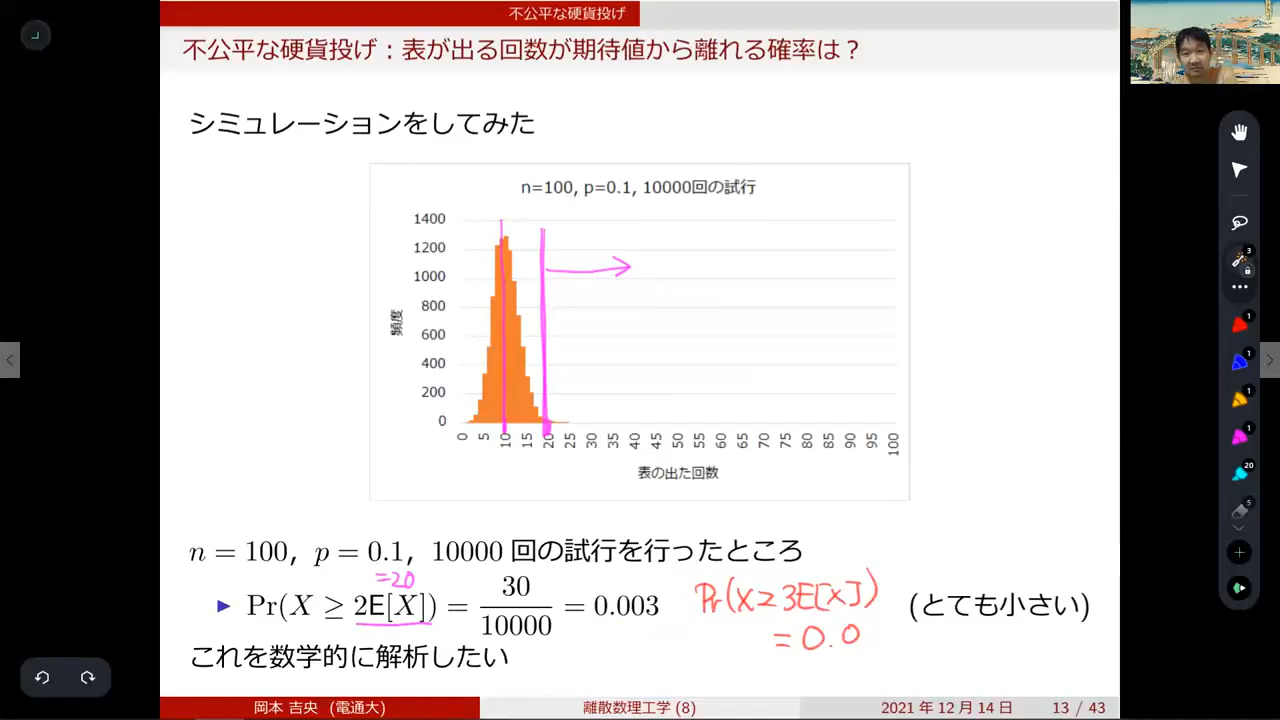 不公平な硬貨投げ
不公平な硬貨投げ：表が出る回数が期待値から離れる確率は？
シミュレーションをしてみた
n=100, p=0.1, 10000回の試行
1400
1200
1000
800
600
400
200
0
頻度
0 5 10 15 20 25 30 35 40 45 50 55 60 65 70 75 80 85 90 95 100
表の出た回数
n = 100, p = 0.1, 10000 回の試行を行ったところ
=20
▶ Pr(X ≥ 2E[X]) = 30/10000 = 0.003 Pr(X≥3E[X]) (とても小さい)
= 0.0
これを数学的に解析したい
岡本 吉央 (電通大) 離散数理工学 (8) 2021 年 12 月 14 日 13 / 43
3
1
1
1
1
20
5